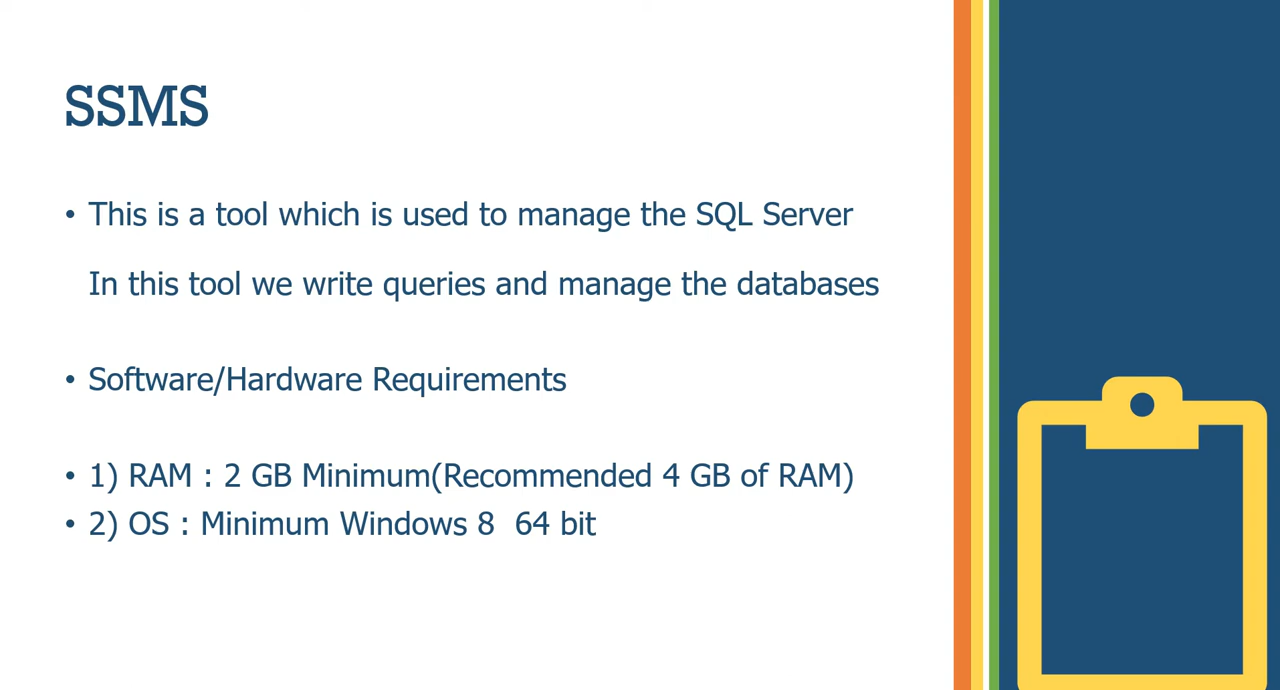 SSMS
• This is a tool which is used to manage the SQL Server
In this tool we write queries and manage the databases
• Software/Hardware Requirements
• 1) RAM : 2 GB Minimum(Recommended 4 GB of RAM)
• 2) OS : Minimum Windows 8  64 bit